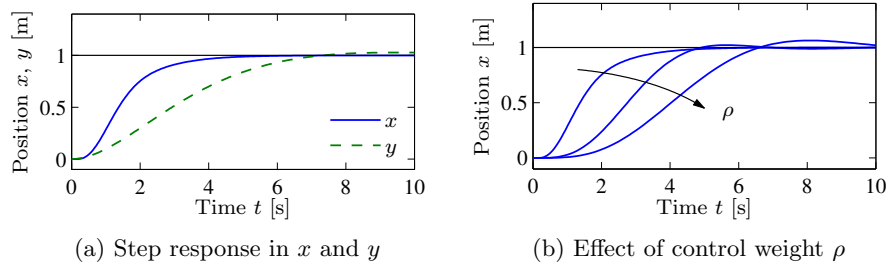 Position x, y [m]
1
0.5
0
0
2
4
6
8
10
Time t [s]
x
y
(a) Step response in x and y
Position x [m]
1
0.5
0
0
2
4
6
8
10
Time t [s]
ρ
(b) Effect of control weight ρ